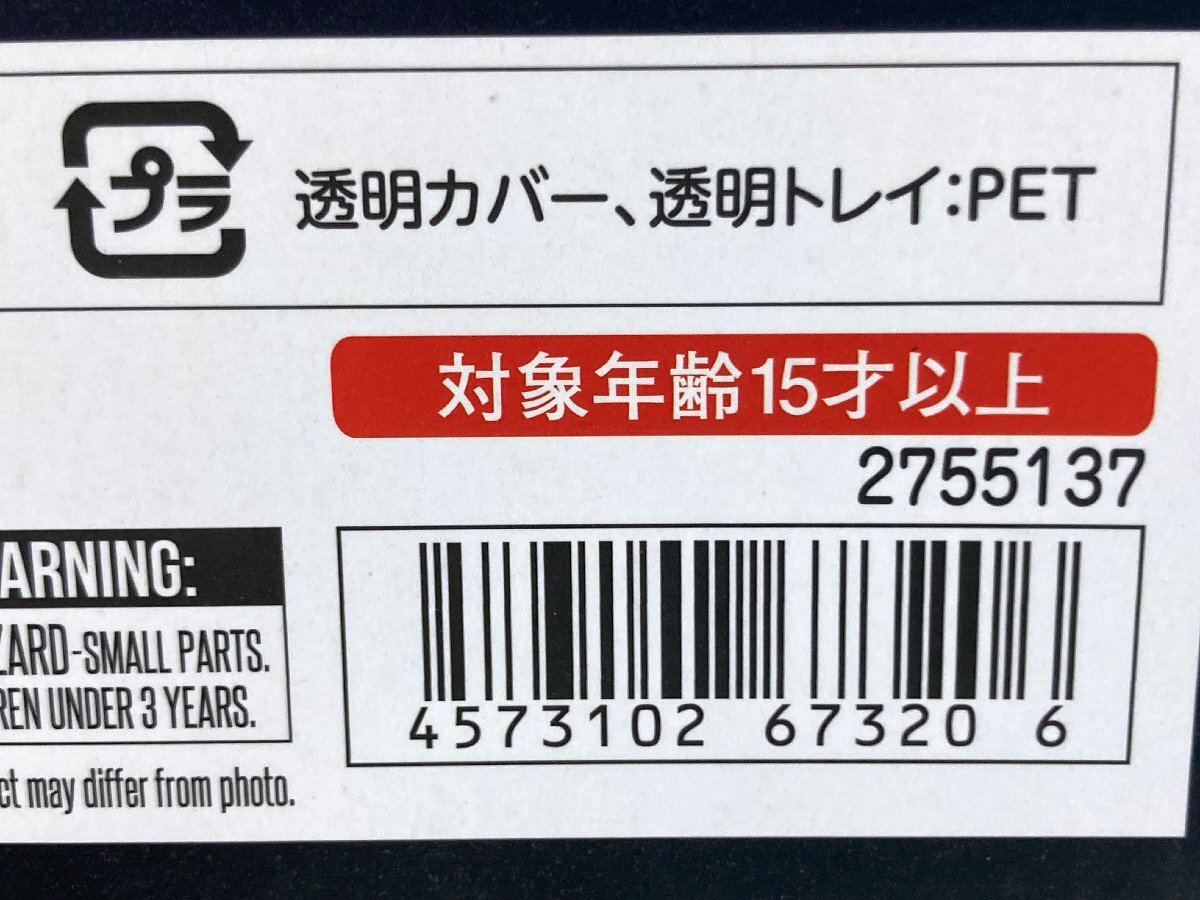 プラ
透明カバー、透明トレイ:PET
対象年齢15才以上
2755137
ARNING:
ZARD-SMALL PARTS.
REN UNDER 3 YEARS.
ct may differ from photo.
4573102 67320 6